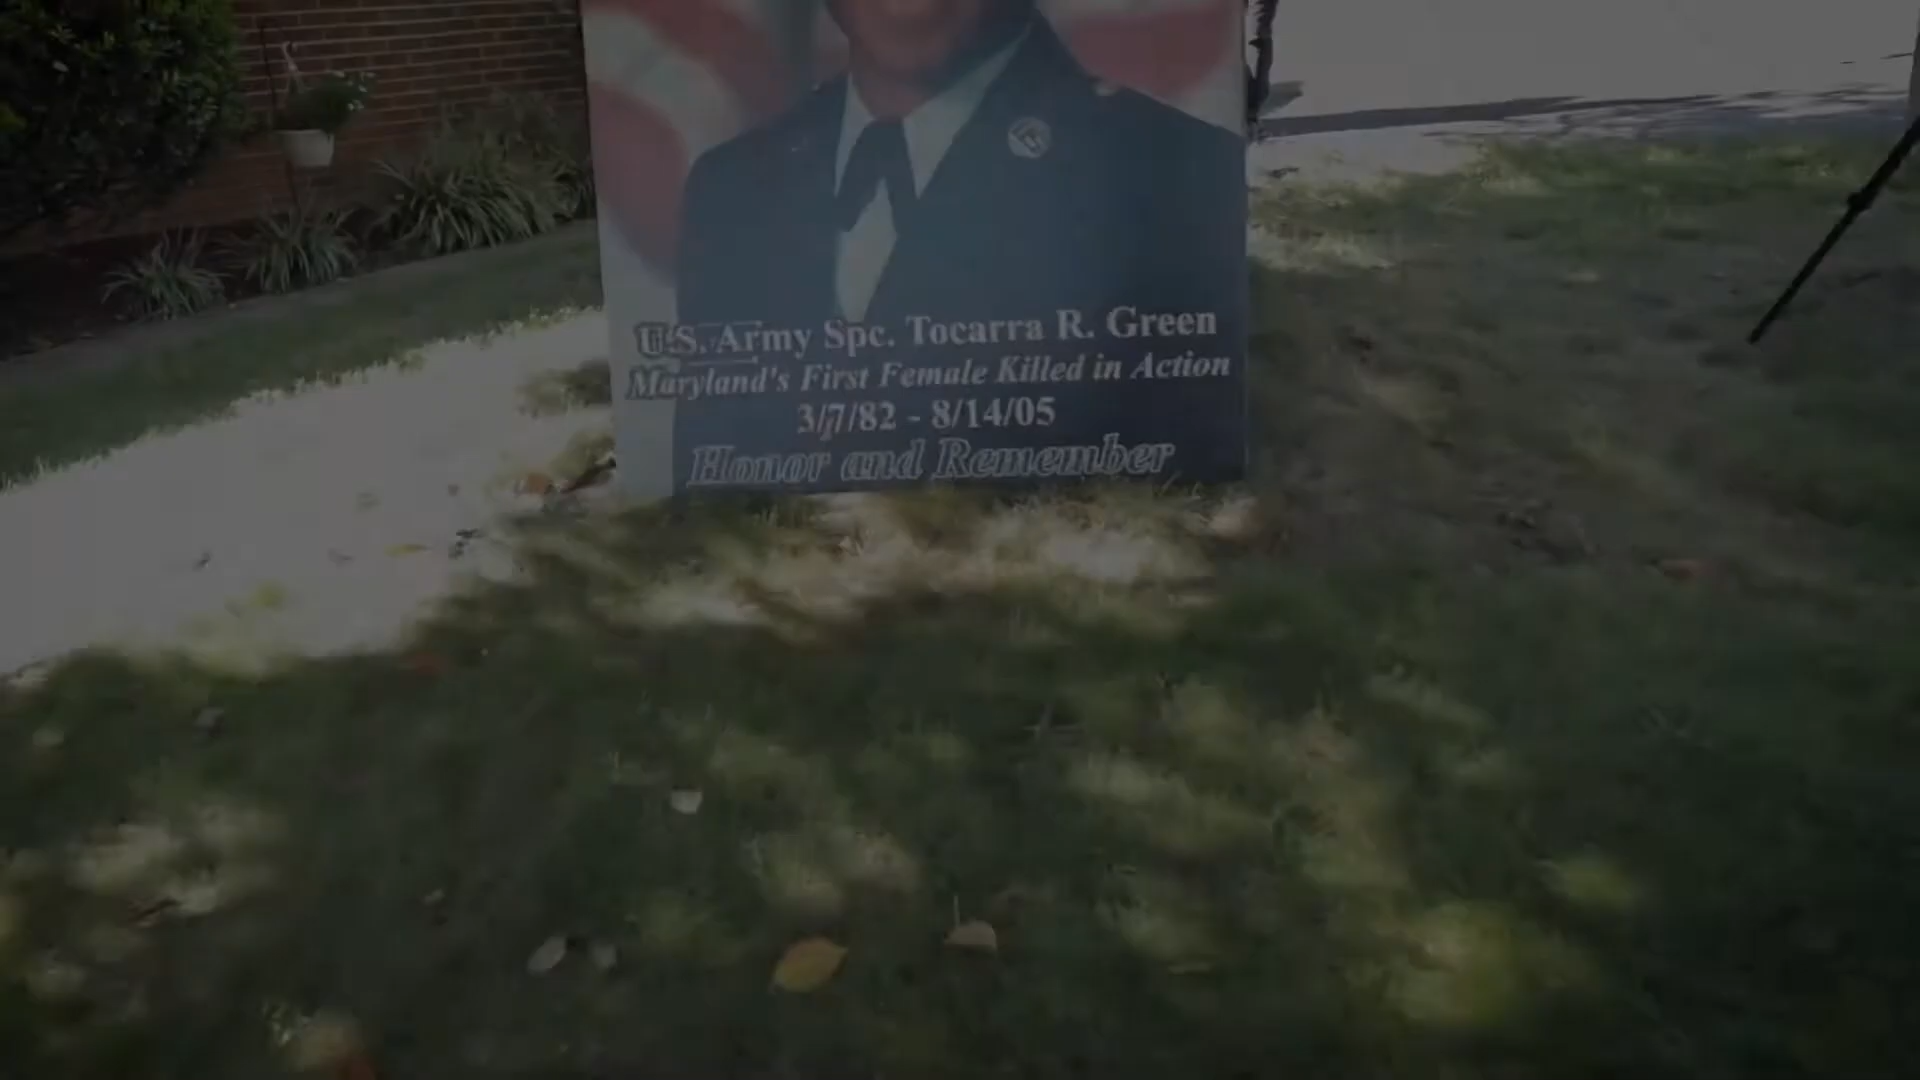 U.S. Army Spc. Tocarra R. Green
Maryland's First Female Killed in Action
3/7/82 - 8/14/05
Honor and Remember